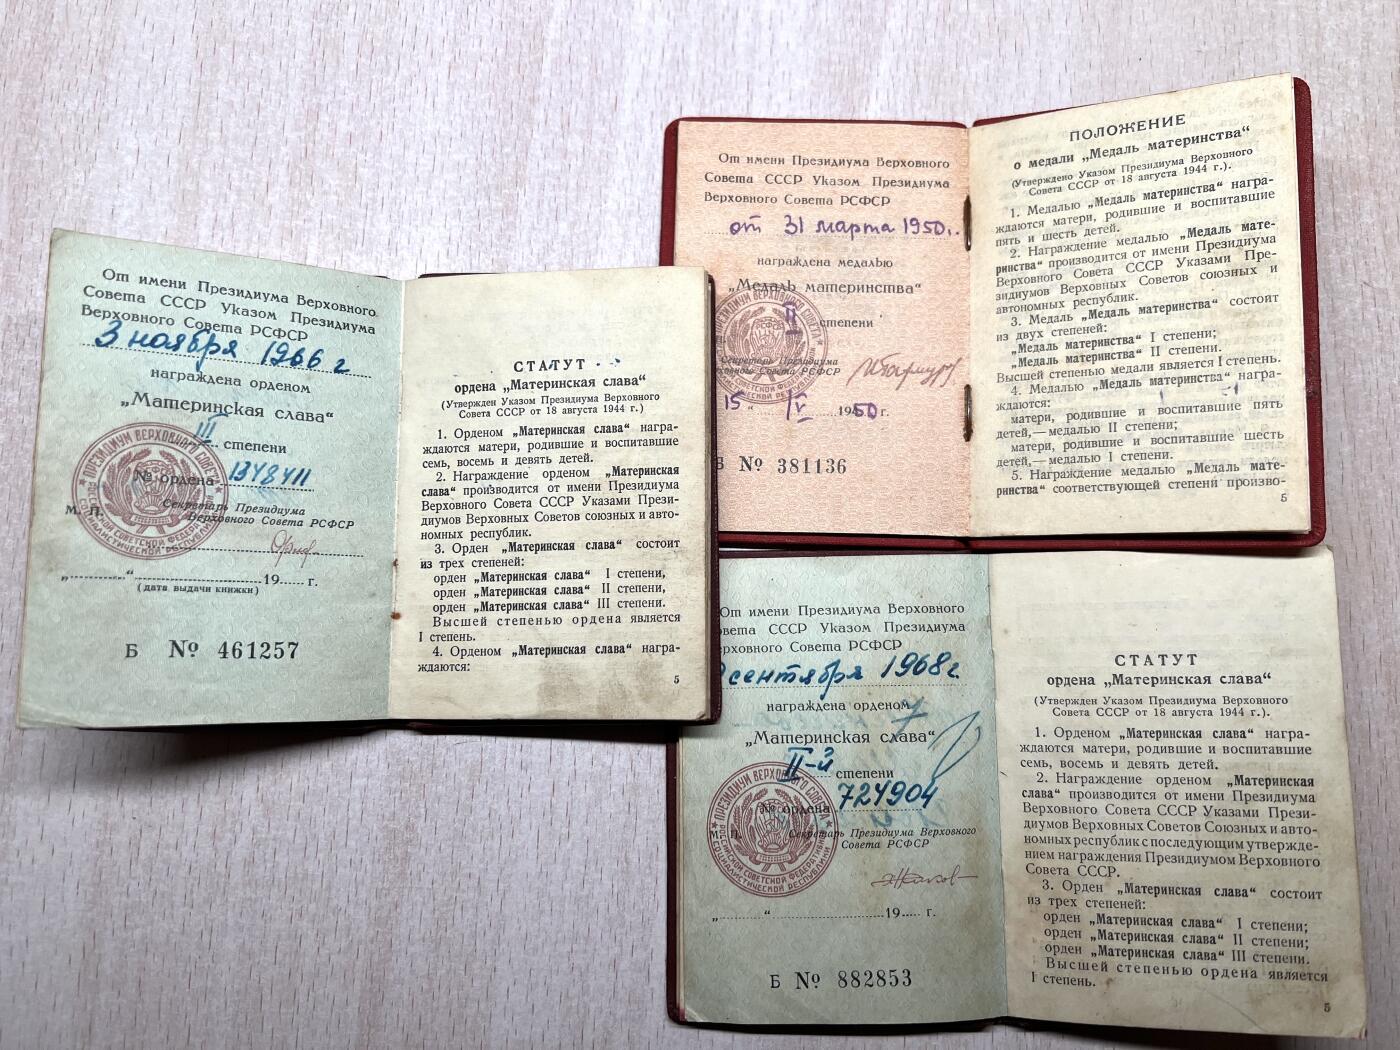 От имени Президиума Верховного
Совета СССР Указом Президиума
Верховного Совета РСФСР
3 ноября 1966 г
награждена орденом
„Материнская слава“
III степени
№ ордена 1348411
Секретарь Президиума
Верховного Совета РСФСР
М. П.
„ “ 19 г.
(дата выдачи книжки)
Б № 461257
СТАТУТ
ордена „Материнская слава“
(Утвержден Указом Президиума Верховного
Совета СССР от 18 августа 1944 г.)
1. Орденом „Материнская слава“ награ-
ждаются матери, родившие и воспитавшие
семь, восемь и девять детей.
2. Награждение орденом „Материнская
слава“ производится от имени Президиума
Верховного Совета СССР Указами Прези-
диумов Верховных Советов союзных и авто-
номных республик.
3. Орден „Материнская слава“ состоит
из трех степеней:
орден „Материнская слава“ I степени,
орден „Материнская слава“ II степени,
орден „Материнская слава“ III степени.
Высшей степенью ордена является
I степень.
4. Орденом „Материнская слава“ награ-
ждаются:
5
От имени Президиума Верховного
Совета СССР Указом Президиума
Верховного Совета РСФСР
от 31 марта 1950г.
награждена медалью
„Медаль материнства“
II степени
Секретарь Президиума
Верховного Совета РСФСР
15 “ IV 1950 г.
Б № 381136
ПОЛОЖЕНИЕ
о медали „Медаль материнства“
(Утверждено Указом Президиума Верховного
Совета СССР от 18 августа 1944 г.).
1. Медалью „Медаль материнства“ награ-
ждаются матери, родившие и воспитавшие
пять и шесть детей.
2. Награждение медалью „Медаль мате-
ринства“ производится от имени Президиума
Верховного Совета СССР Указами Пре-
зидиумов Верховных Советов союзных и
автономных республик.
3. Медаль „Медаль материнства“ состоит
из двух степеней:
„Медаль материнства“ I степени;
„Медаль материнства“ II степени.
Высшей степенью медали является I степень.
4. Медалью „Медаль материнства“ награ-
ждаются:
матери, родившие и воспитавшие пять
детей,—медалью II степени;
матери, родившие и воспитавшие шесть
детей,—медалью I степени.
5. Награждение медалью „Медаль мате-
ринства“ соответствующей степени произво-
5
От имени Президиума Верховного
Совета СССР Указом Президиума
Верховного Совета РСФСР
сентября 1968г.
награждена орденом
„Материнская слава“
II-й степени
№ ордена 724904
М. П. Секретарь Президиума Верховного
Совета РСФСР
„ “ 19 г.
Б № 882853
СТАТУТ
ордена „Материнская слава“
(Утвержден Указом Президиума Верховного
Совета СССР от 18 августа 1944 г.).
1. Орденом „Материнская слава“ награ-
ждаются матери, родившие и воспитавшие
семь, восемь и девять детей.
2. Награждение орденом „Материнская
слава“ производится от имени Президиума
Верховного Совета СССР Указами Прези-
диумов Верховных Советов Союзных и авто-
номных республик с последующим утвержде-
нием награждения Президиумом Верховного
Совета СССР.
3. Орден „Материнская слава“ состоит
из трех степеней:
орден „Материнская слава“ I степени;
орден „Материнская слава“ II степени;
орден „Материнская слава“ III степени.
Высшей степенью ордена является
I степень.
5